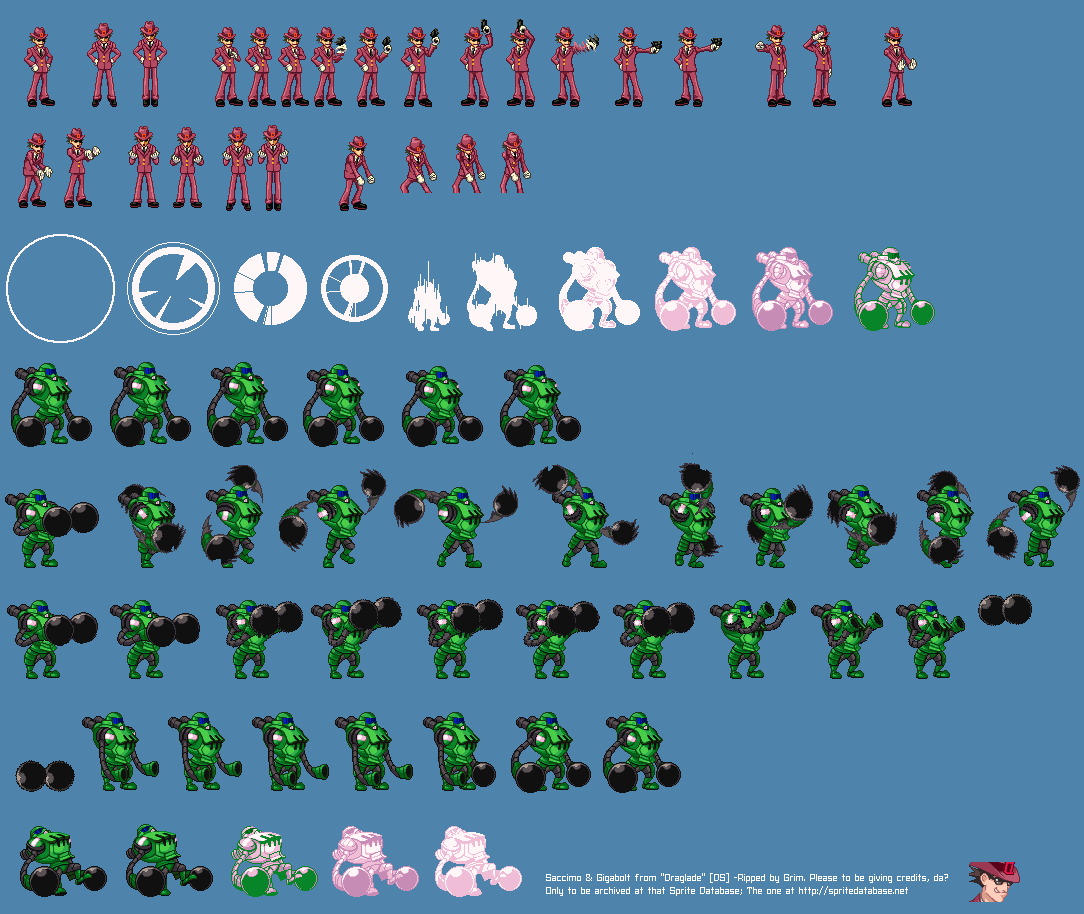 Saccimo & Gigabolt from "Draglade" [DS] -Ripped by Grim. Please to be giving credits, da?
Only to be archived at that Sprite Database; The one at http://spritedatabase.net